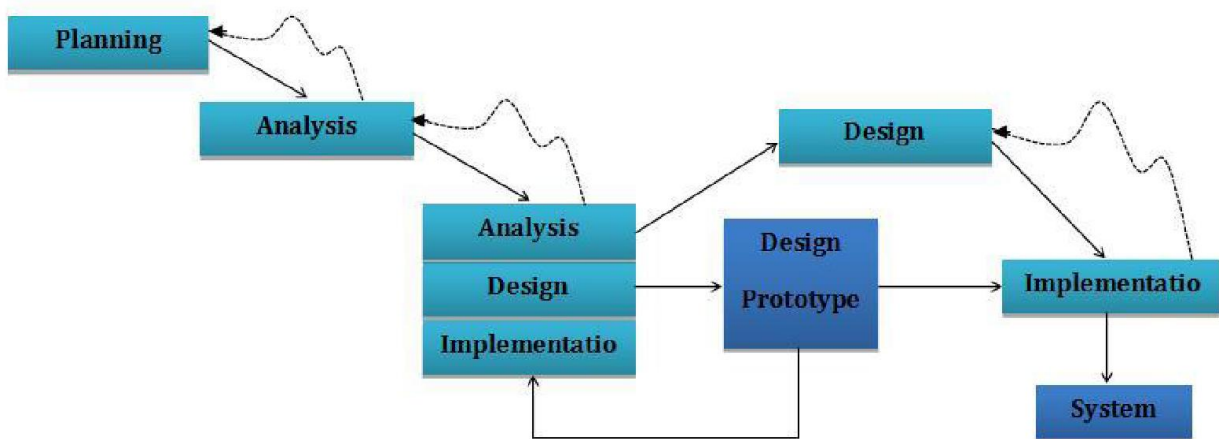 Planning
Analysis
Analysis
Design
Implementatio
Design
Prototype
Design
Implementatio
System